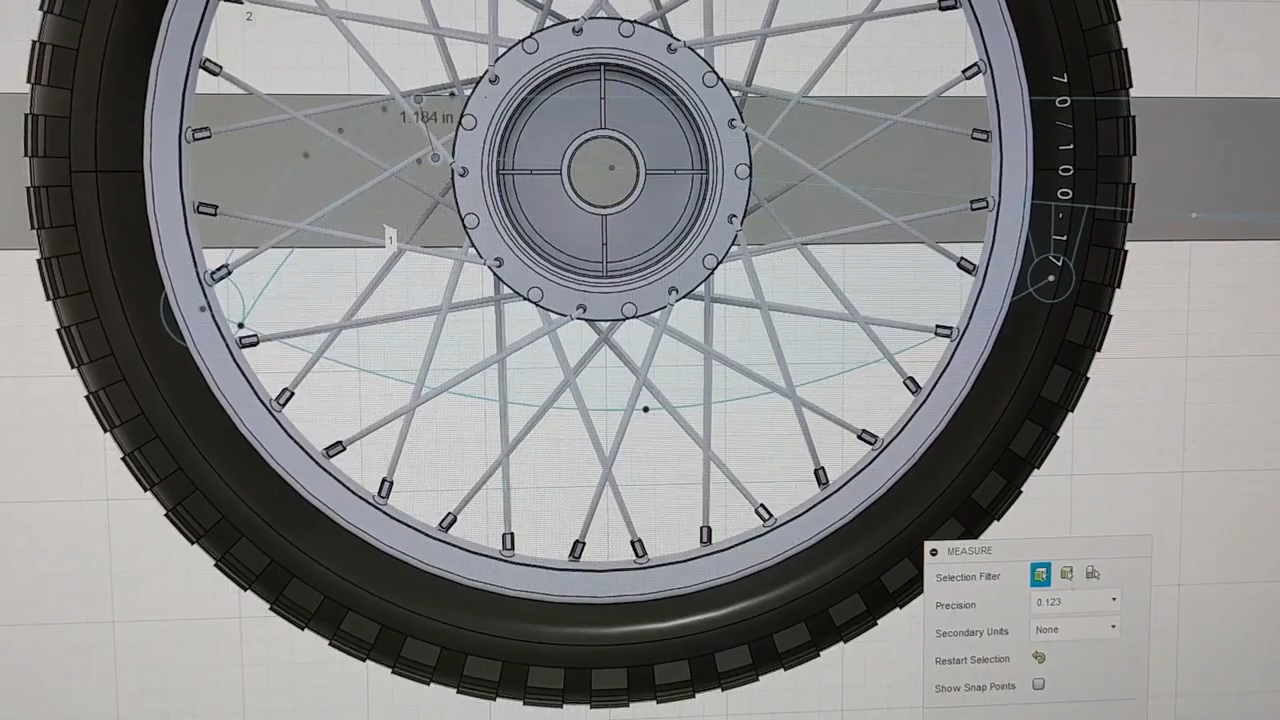 2
1.184 in
1
70/100-17
MEASURE
Selection Filter
Precision
0.123
Secondary Units
None
Restart Selection
Show Snap Points